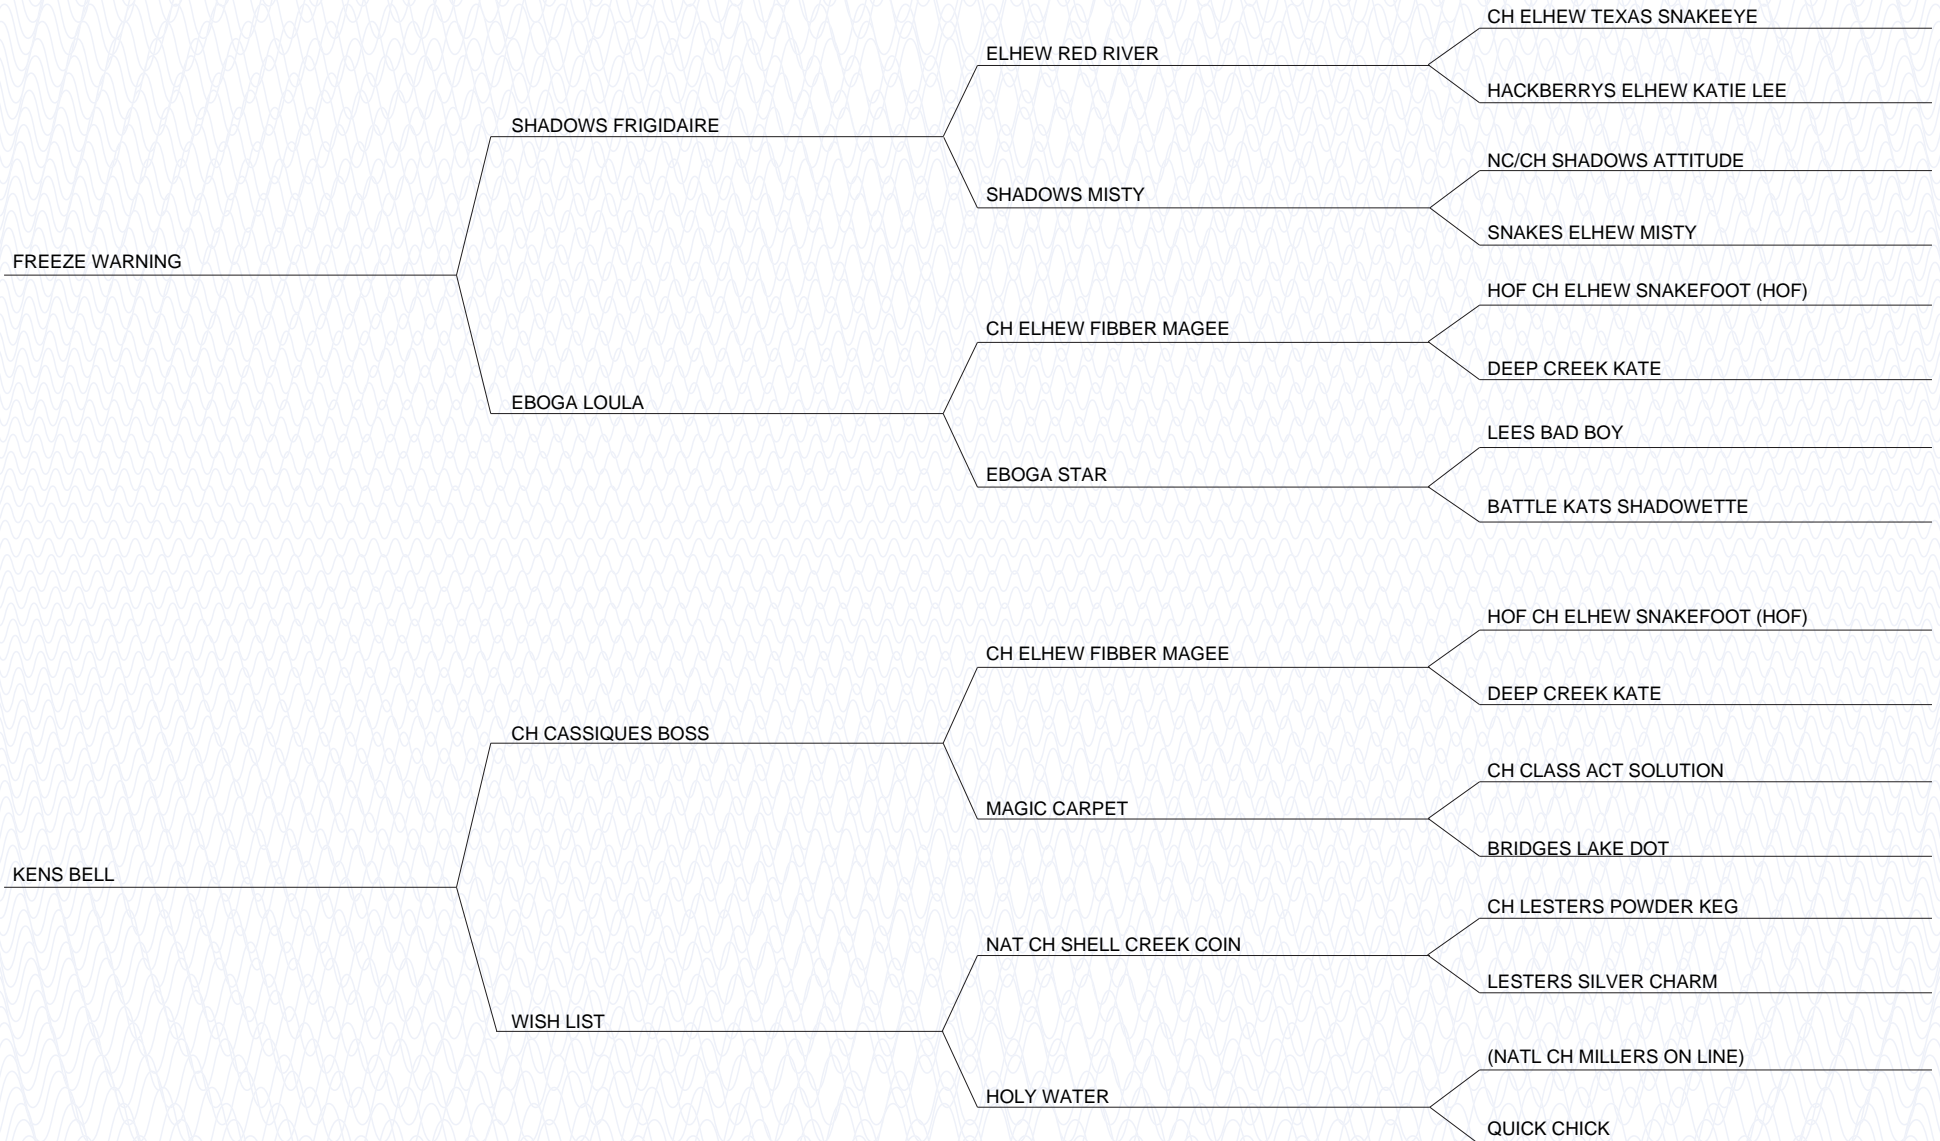 CH ELHEW TEXAS SNAKEEYE
ELHEW RED RIVER
HACKBERRYS ELHEW KATIE LEE
SHADOWS FRIGIDAIRE
NC/CH SHADOWS ATTITUDE
SHADOWS MISTY
SNAKES ELHEW MISTY
FREEZE WARNING
HOF CH ELHEW SNAKEFOOT (HOF)
CH ELHEW FIBBER MAGEE
DEEP CREEK KATE
EBOGA LOULA
LEES BAD BOY
EBOGA STAR
BATTLE KATS SHADOWETTE
HOF CH ELHEW SNAKEFOOT (HOF)
CH ELHEW FIBBER MAGEE
DEEP CREEK KATE
CH CASSIQUES BOSS
CH CLASS ACT SOLUTION
MAGIC CARPET
BRIDGES LAKE DOT
KENS BELL
CH LESTERS POWDER KEG
NAT CH SHELL CREEK COIN
LESTERS SILVER CHARM
WISH LIST
(NATL CH MILLERS ON LINE)
HOLY WATER
QUICK CHICK